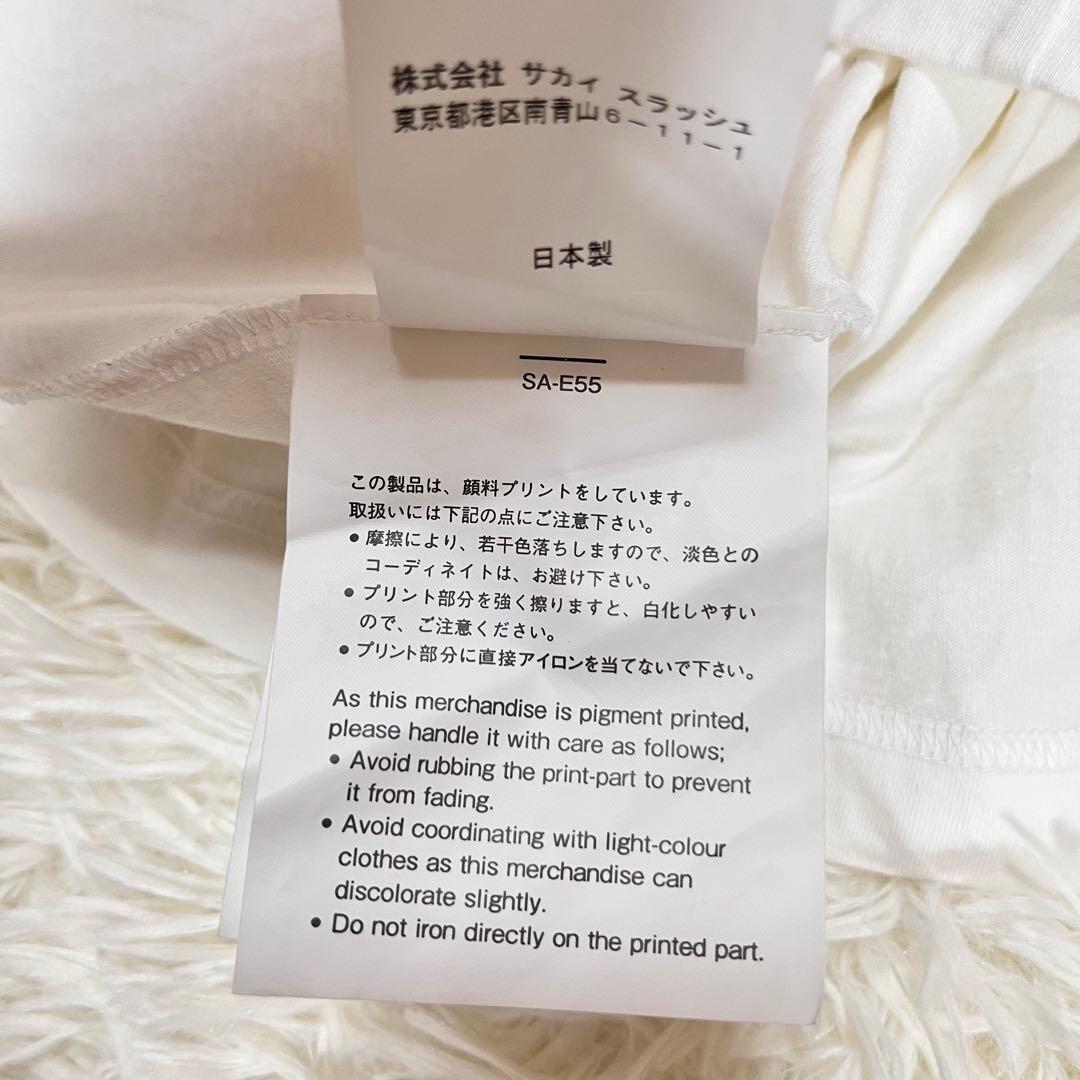 株式会社 サカイ スラッシュ
東京都港区南青山6-11-1
日本製
SA-E55
この製品は、顔料プリントをしています。
取扱いには下記の点にご注意下さい。
● 摩擦により、若干色落ちしますので、淡色との
コーディネイトは、お避け下さい。
● プリント部分を強く擦りますと、白化しやすい
ので、ご注意ください。
● プリント部分に直接アイロンを当てないで下さい。
As this merchandise is pigment printed,
please handle it with care as follows;
● Avoid rubbing the print-part to prevent
it from fading.
● Avoid coordinating with light-colour
clothes as this merchandise can
discolorate slightly.
● Do not iron directly on the printed part.